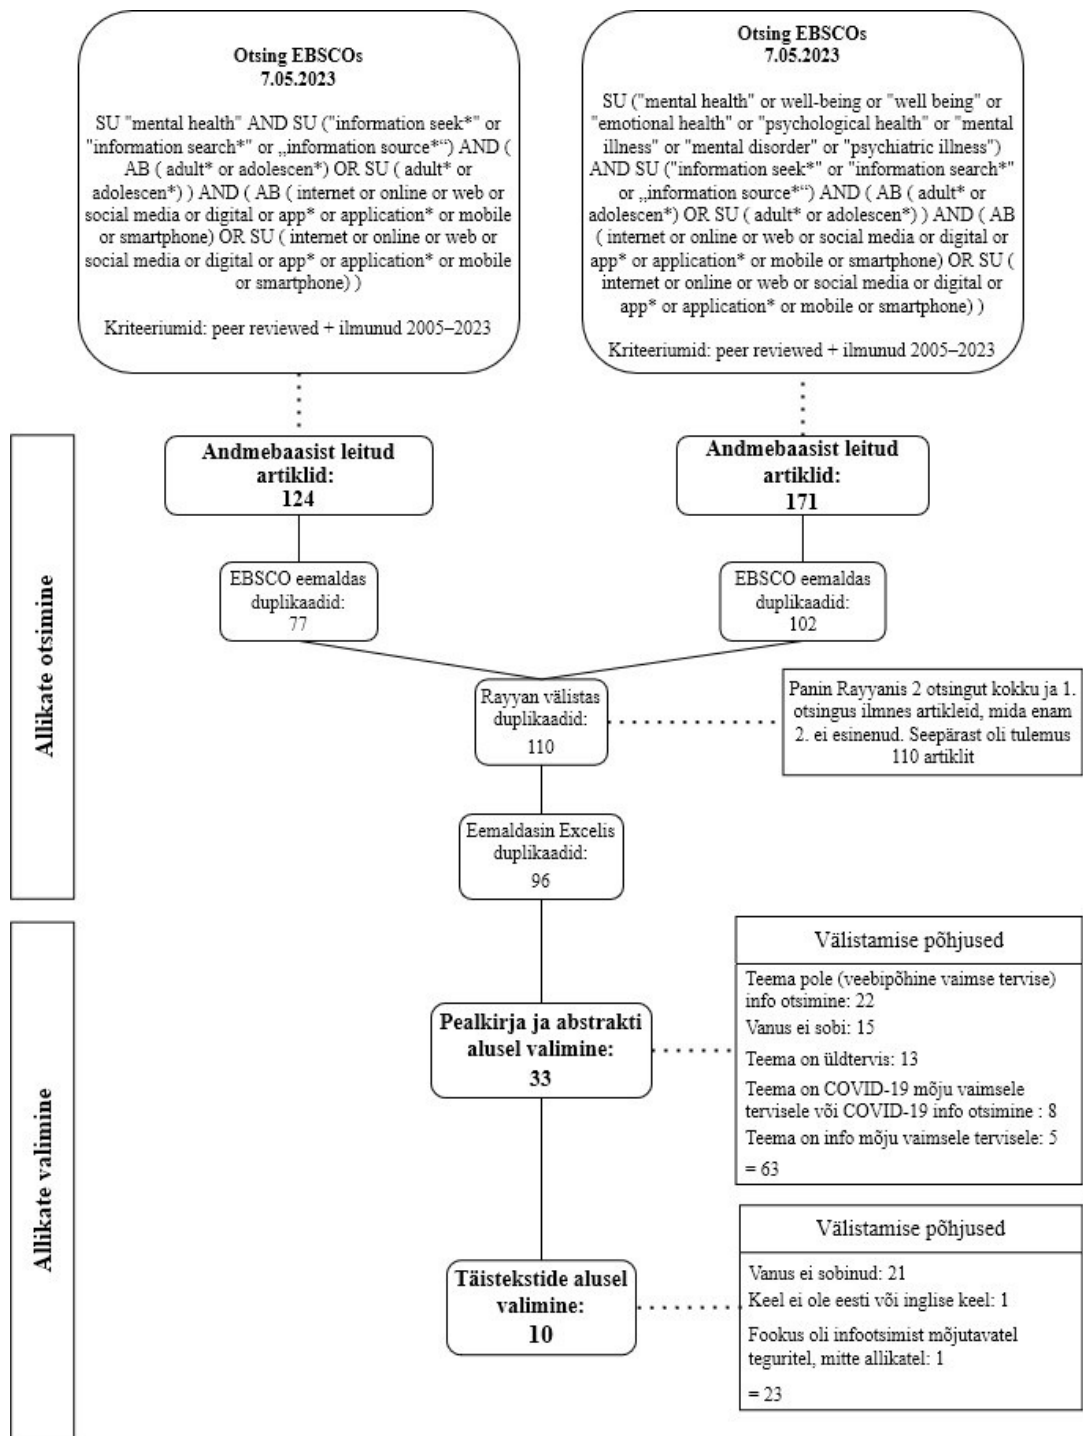 Otsing EBSCOs
7.05.2023
SU "mental health" AND SU ("information seek*" or
"information search*" or „information source*“) AND (
AB ( adult* or adolescen*) OR SU ( adult* or
adolescen*) ) AND ( AB ( internet or online or web or
social media or digital or app* or application* or mobile
or smartphone) OR SU ( internet or online or web or
social media or digital or app* or application* or mobile
or smartphone) )
Kriteeriumid: peer reviewed + ilmunud 2005–2023
Otsing EBSCOs
7.05.2023
SU ("mental health" or well-being or "well being" or
"emotional health" or "psychological health" or "mental
illness" or "mental disorder" or "psychiatric illness")
AND SU ("information seek*" or "information search*"
or „information source*“) AND ( AB ( adult* or
adolescen*) OR SU ( adult* or adolescen*) ) AND ( AB
( internet or online or web or social media or digital or
app* or application* or mobile or smartphone) OR SU (
internet or online or web or social media or digital or
app* or application* or mobile or smartphone) )
Kriteeriumid: peer reviewed + ilmunud 2005–2023
Allikate otsimine
Andmebaasist leitud
artiklid:
124
Andmebaasist leitud
artiklid:
171
EBSCO eemaldas
duplikaadid:
77
EBSCO eemaldas
duplikaadid:
102
Rayyan välistas
duplikaadid:
110
Panin Rayyanis 2 otsingut kokku ja 1.
otsingus ilmnes artikleid, mida enam
2. ei esinenud. Seepärast oli tulemus
110 artiklit
Eemaldasin Excelis
duplikaadid:
96
Allikate valimine
Pealkirja ja abstrakti
alusel valimine:
33
Välistamise põhjused
Teema pole (veebipõhine vaimse tervise)
info otsimine: 22
Vanus ei sobi: 15
Teema on üldtervis: 13
Teema on COVID-19 mõju vaimsele
tervisele või COVID-19 info otsimine : 8
Teema on info mõju vaimsele tervisele: 5
= 63
Täistekstide alusel
valimine:
10
Välistamise põhjused
Vanus ei sobinud: 21
Keel ei ole eesti või inglise keel: 1
Fookus oli infootsimist mõjutavatel
teguritel, mitte allikatel: 1
= 23